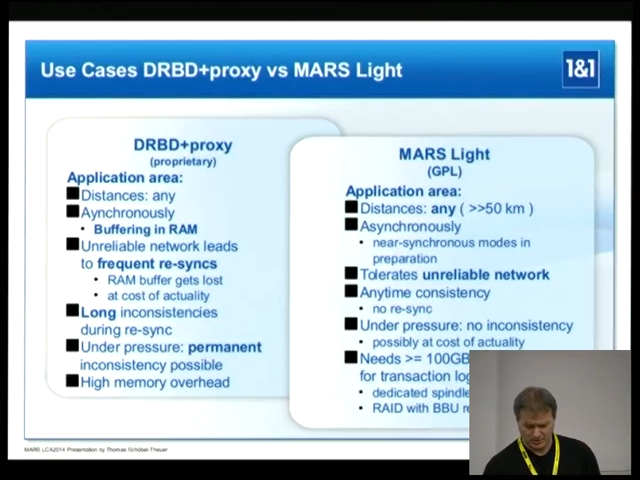 Use Cases DRBD+proxy vs MARS Light
1&1
DRBD+proxy
(proprietary)
Application area:
Distances: any
Aynchronously
• Buffering in RAM
Unreliable network leads
to frequent re-syncs
• RAM buffer gets lost
• at cost of actuality
Long inconsistencies
during re-sync
Under pressure: permanent
inconsistency possible
High memory overhead
MARS Light
(GPL)
Application area:
Distances: any ( >>50 km )
Asynchronously
• near-synchronous modes in
preparation
Tolerates unreliable network
Anytime consistency
• no re-sync
Under pressure: no inconsistency
• possibly at cost of actuality
Needs >= 100GB
for transaction log
• dedicated spindle
• RAID with BBU
MARS LCA2014 Presentation by Thomas Schöbel-Theuer